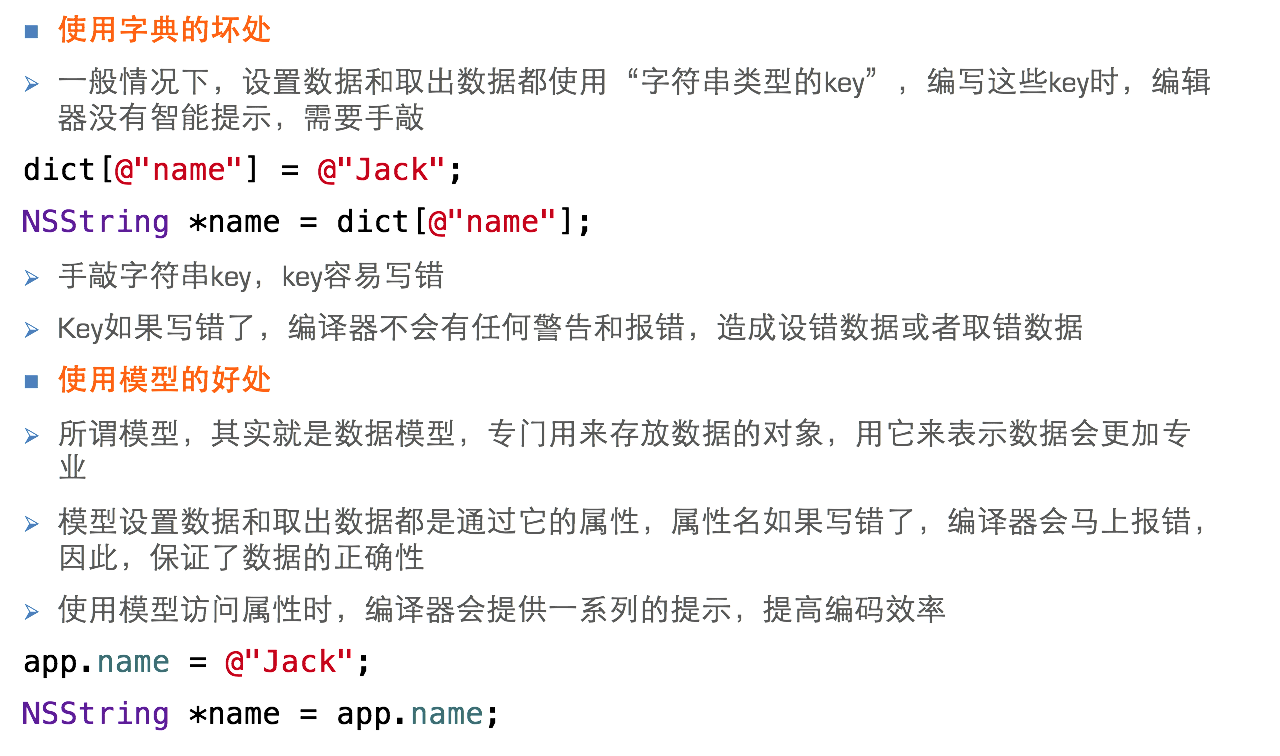 使用字典的坏处
一般情况下，设置数据和取出数据都使用“字符串类型的key”，编写这些key时，编辑
器没有智能提示，需要手敲
dict[@"name"] = @"Jack";
NSString *name = dict[@"name"];
手敲字符串key，key容易写错
Key如果写错了，编译器不会有任何警告和报错，造成设错数据或者取错数据
使用模型的好处
所谓模型，其实就是数据模型，专门用来存放数据的对象，用它来表示数据会更加专
业
模型设置数据和取出数据都是通过它的属性，属性名如果写错了，编译器会马上报错，
因此，保证了数据的正确性
使用模型访问属性时，编译器会提供一系列的提示，提高编码效率
app.name = @"Jack";
NSString *name = app.name;